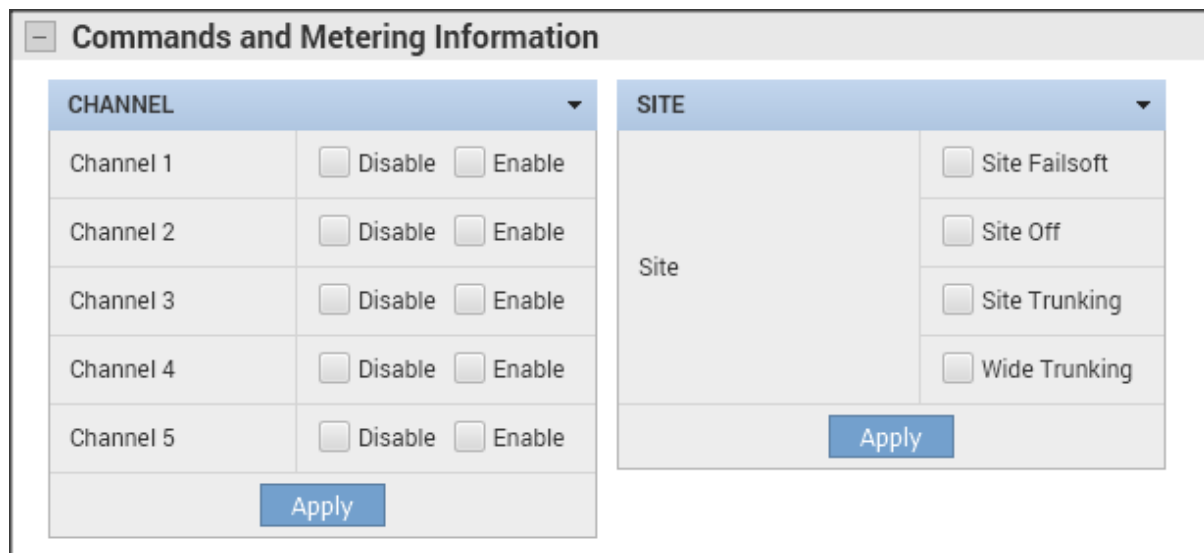 Commands and Metering Information
CHANNEL
Channel 1 Disable Enable
Channel 2 Disable Enable
Channel 3 Disable Enable
Channel 4 Disable Enable
Channel 5 Disable Enable
Apply
SITE
Site
Site Failsoft
Site Off
Site Trunking
Wide Trunking
Apply